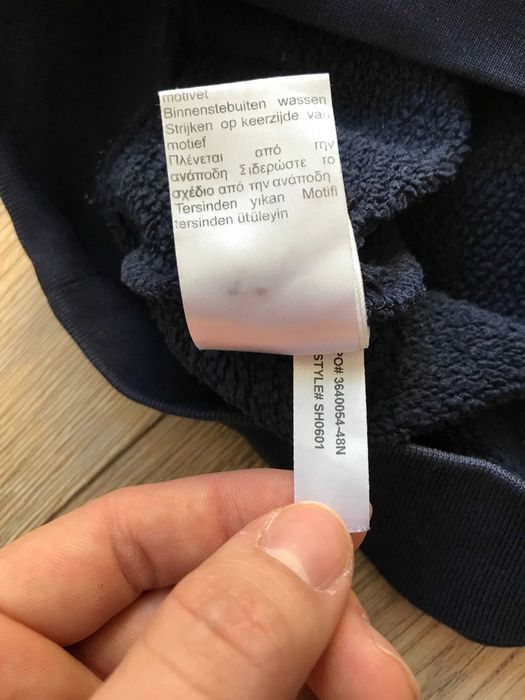 motivet
Binnenstebuiten wassen
Strijken op keerzijde van
motief
Πλένεται από την
ανάποδη Σιδερώστε το
σχέδιο από την ανάποδη
Tersinden yıkan Motifi
tersinden ütüleyin
PO# 3640054-48N
STYLE# SH0601